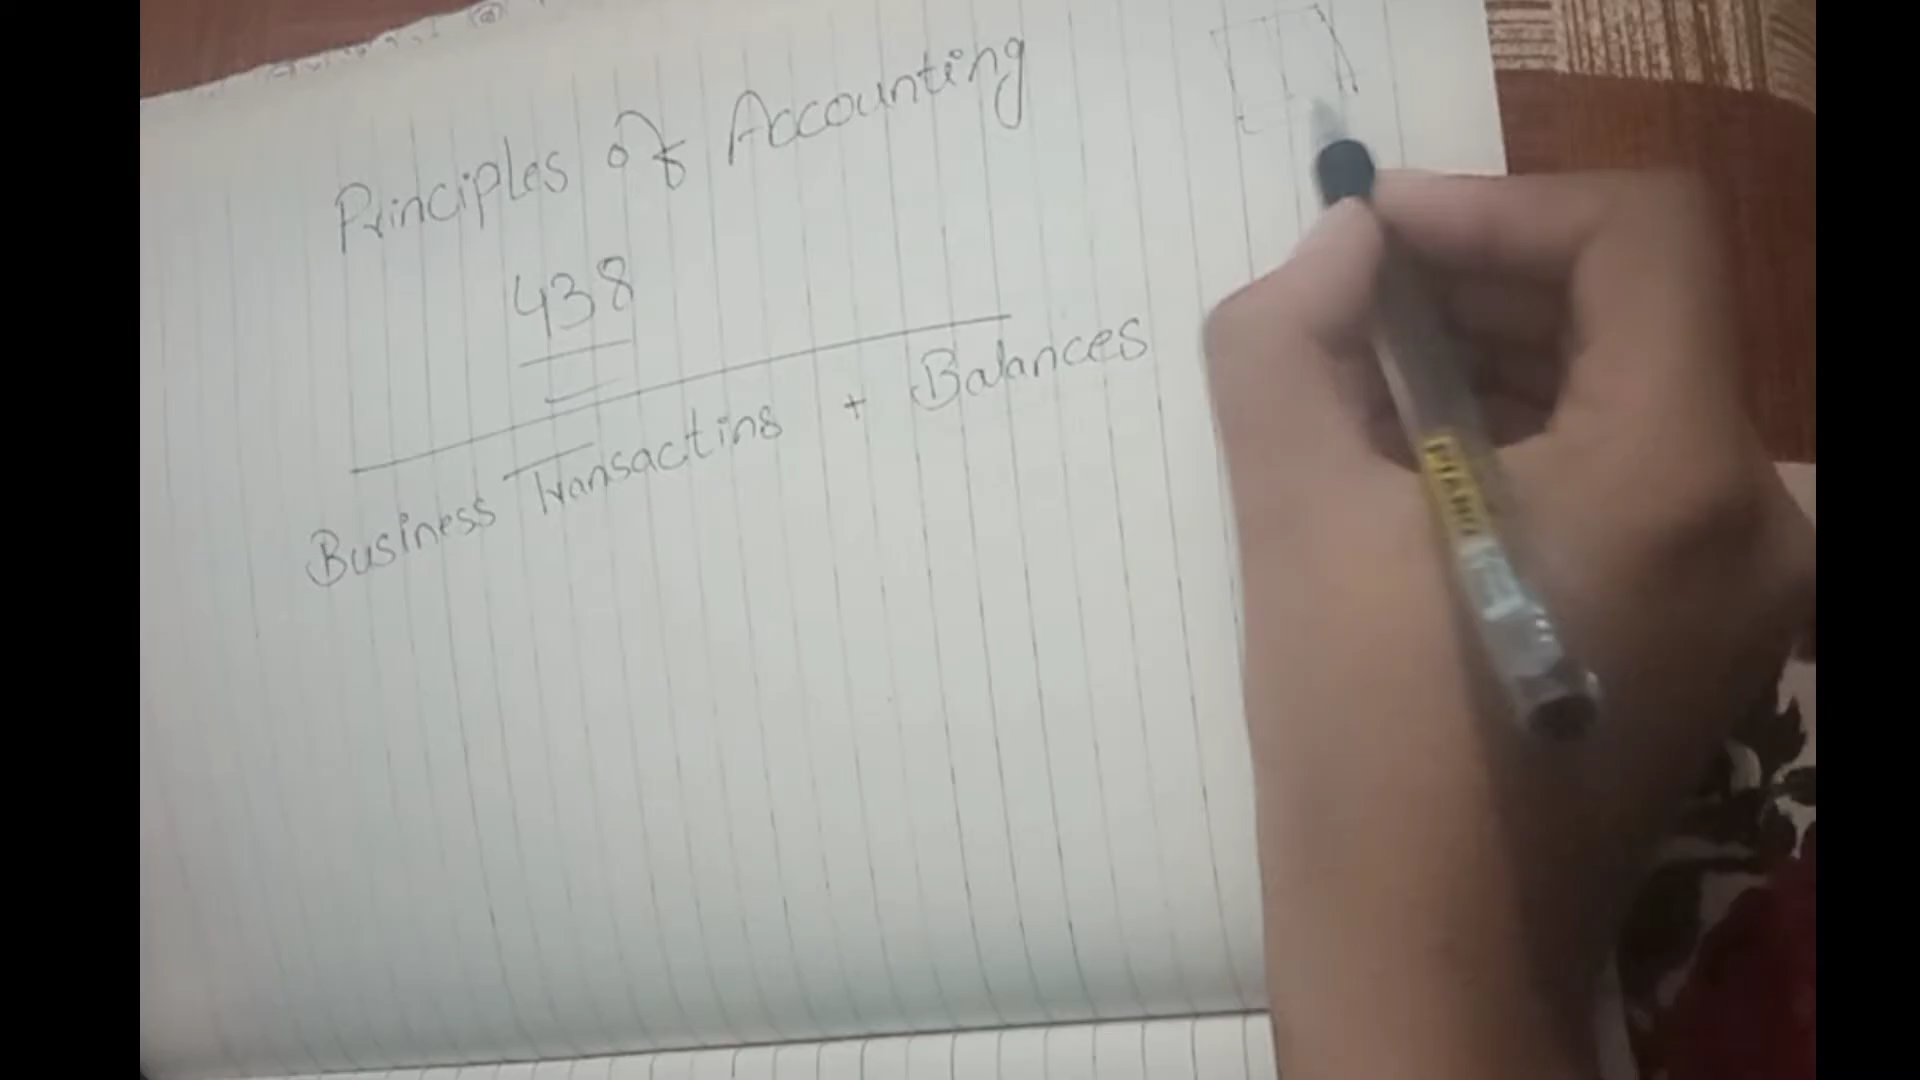 Principles of Accounting
438
Business Transactins + Balances